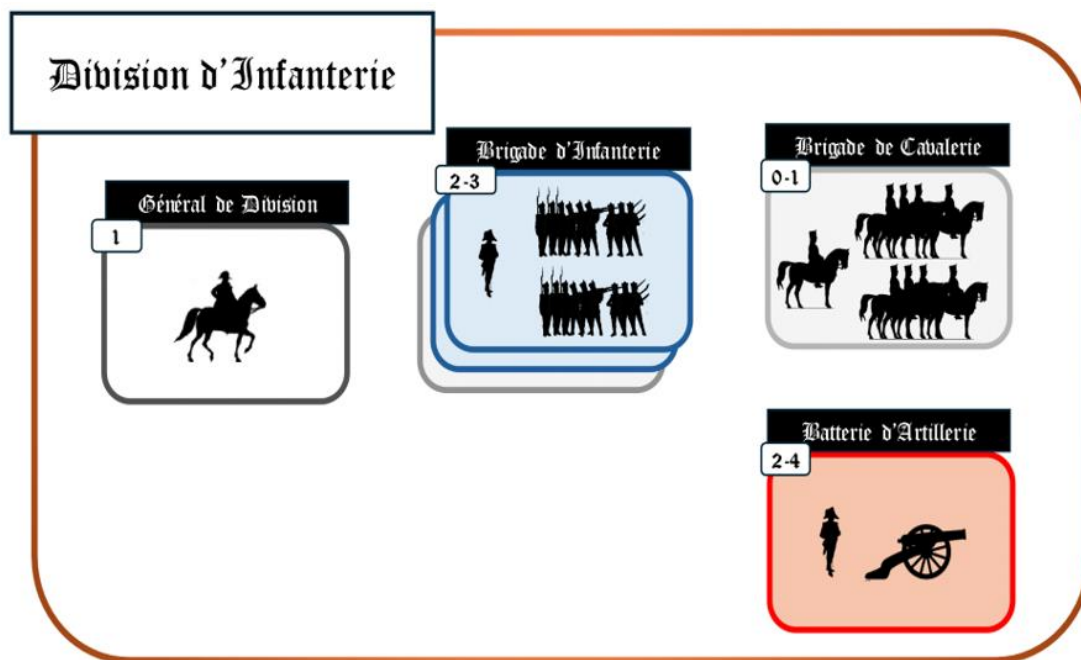 Division d'Infanterie
Général de Division
1
Brigade d'Infanterie
2-3
Brigade de Cavalerie
0-1
Batterie d'Artillerie
2-4